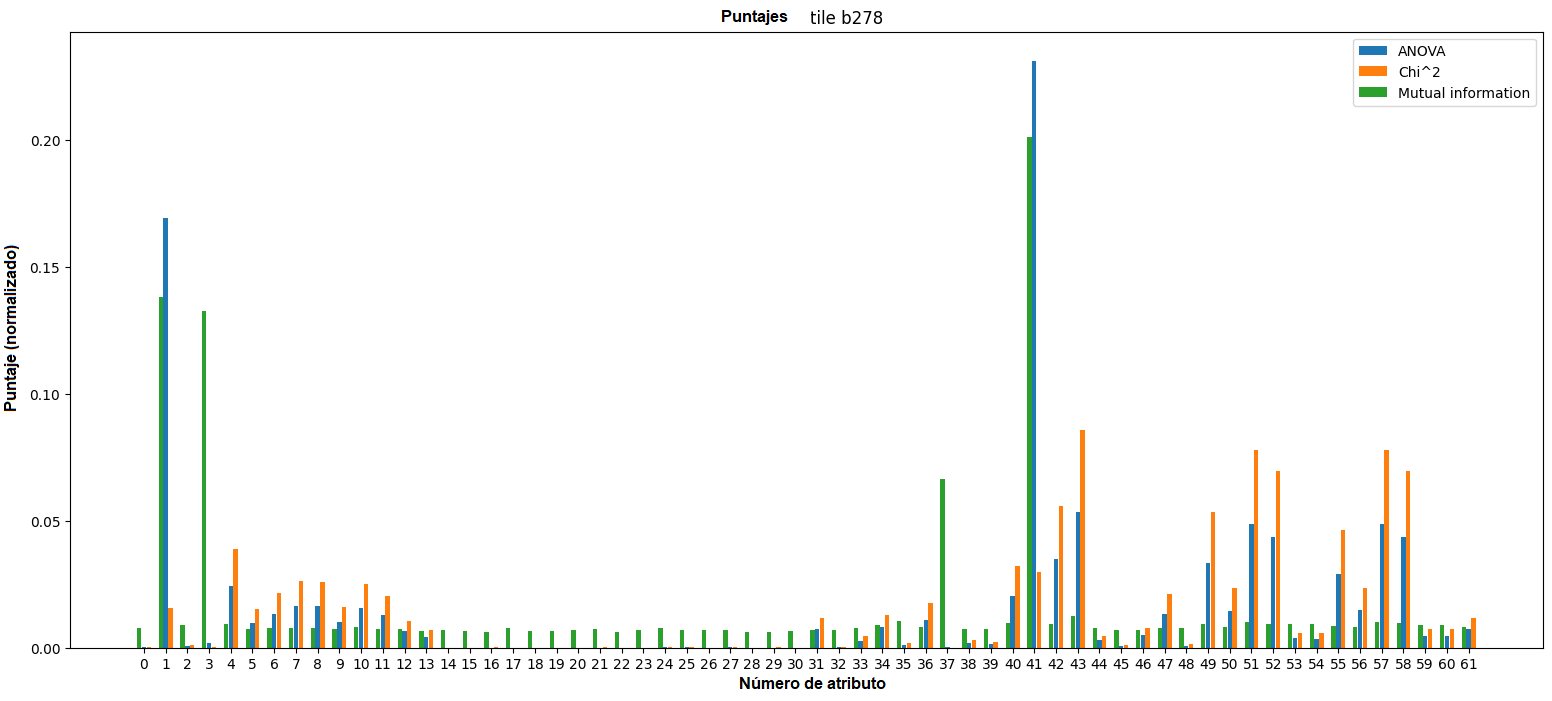 Puntajes tile b278
ANOVA
Chi^2
Mutual information
Puntaje (normalizado)
0.20
0.15
0.10
0.05
0.00
0 1 2 3 4 5 6 7 8 9 10 11 12 13 14 15 16 17 18 19 20 21 22 23 24 25 26 27 28 29 30 31 32 33 34 35 36 37 38 39 40 41 42 43 44 45 46 47 48 49 50 51 52 53 54 55 56 57 58 59 60 61
Número de atributo